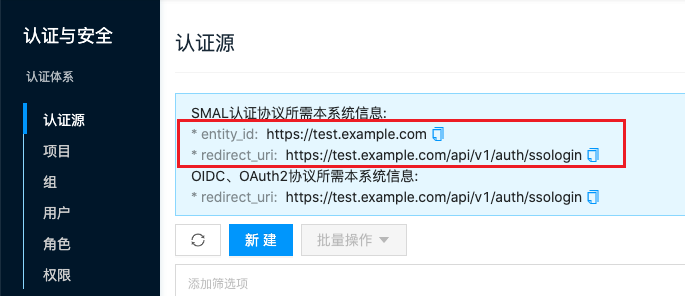 认证与安全
认证体系
认证源
项目
组
用户
角色
权限
认证源
SMAL认证协议所需本系统信息:
* entity_id: https://test.example.com
* redirect_uri: https://test.example.com/api/v1/auth/ssologin
OIDC、OAuth2协议所需本系统信息:
* redirect_uri: https://test.example.com/api/v1/auth/ssologin
新 建
批量操作
添加筛选项